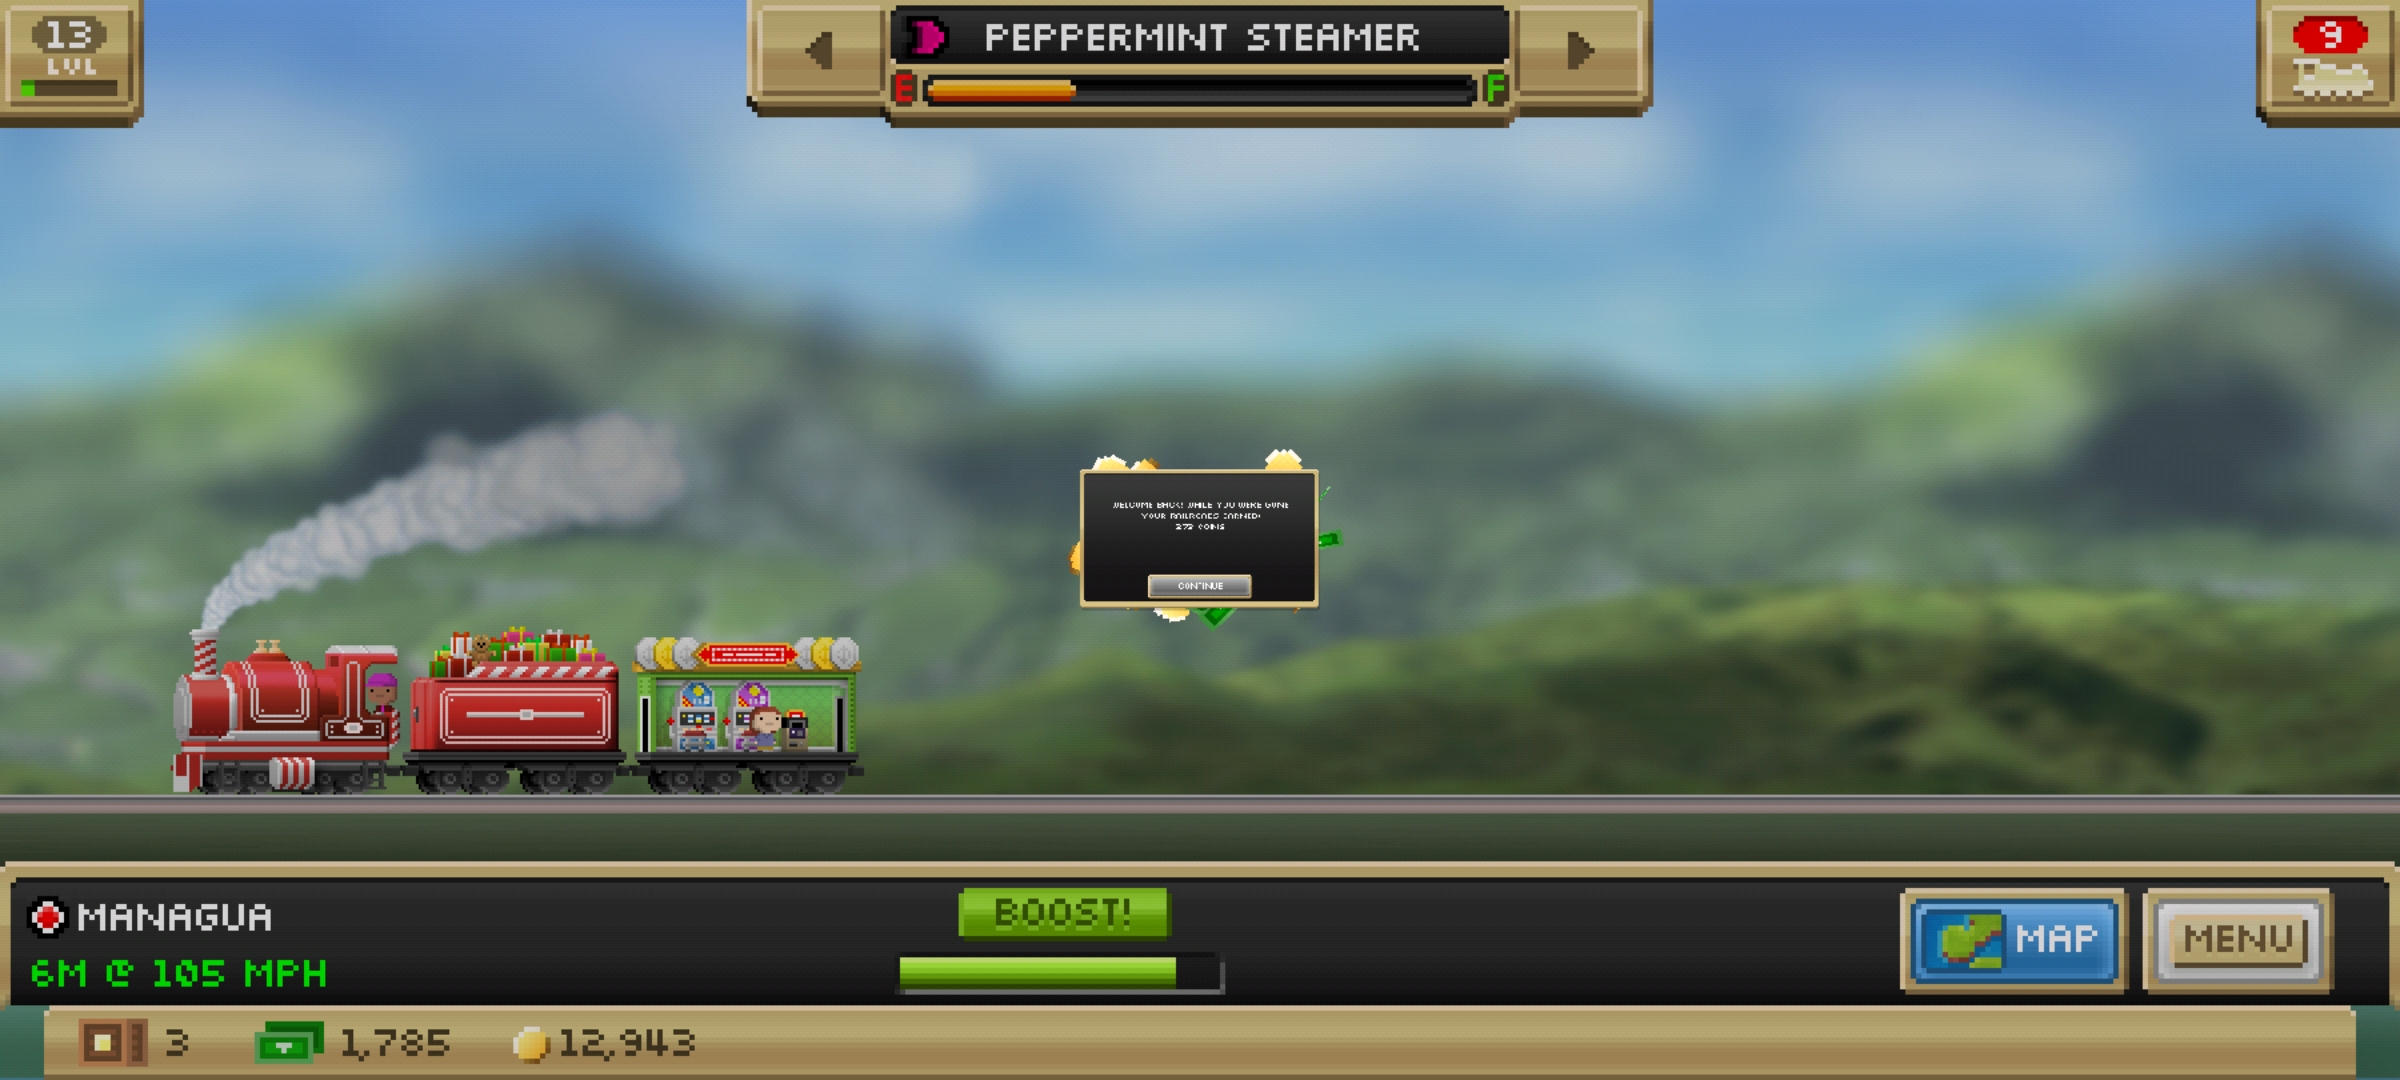 13
LVL
PEPPERMINT STEAMER
9
E
F
WELCOME BACK! WHILE YOU WERE GONE
YOUR RAILROADS EARNED:
272 COINS
CONTINUE
MANAGUA
6M @ 105 MPH
BOOST!
MAP
MENU
3
1,785
12,943